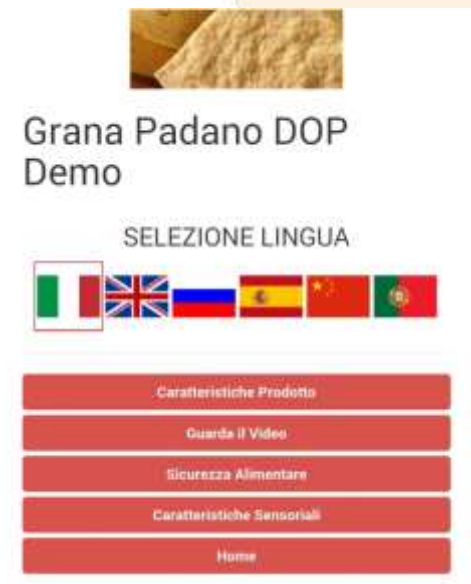 Grana Padano DOP
Demo
SELEZIONE LINGUA
Caratteristiche Prodotto
Guarda il Video
Sicurezza Alimentare
Caratteristiche Sensoriali
Home